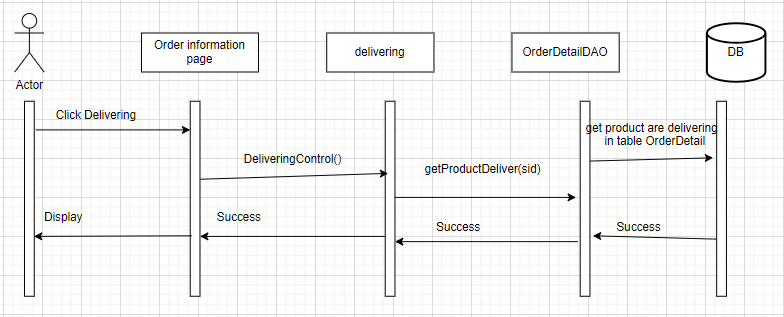 Order information
page
delivering
OrderDetailDAO
DB
Actor
Click Delivering
get product are delivering
in table OrderDetail
DeliveringControl()
getProductDeliver(sid)
Display
Success
Success
Success